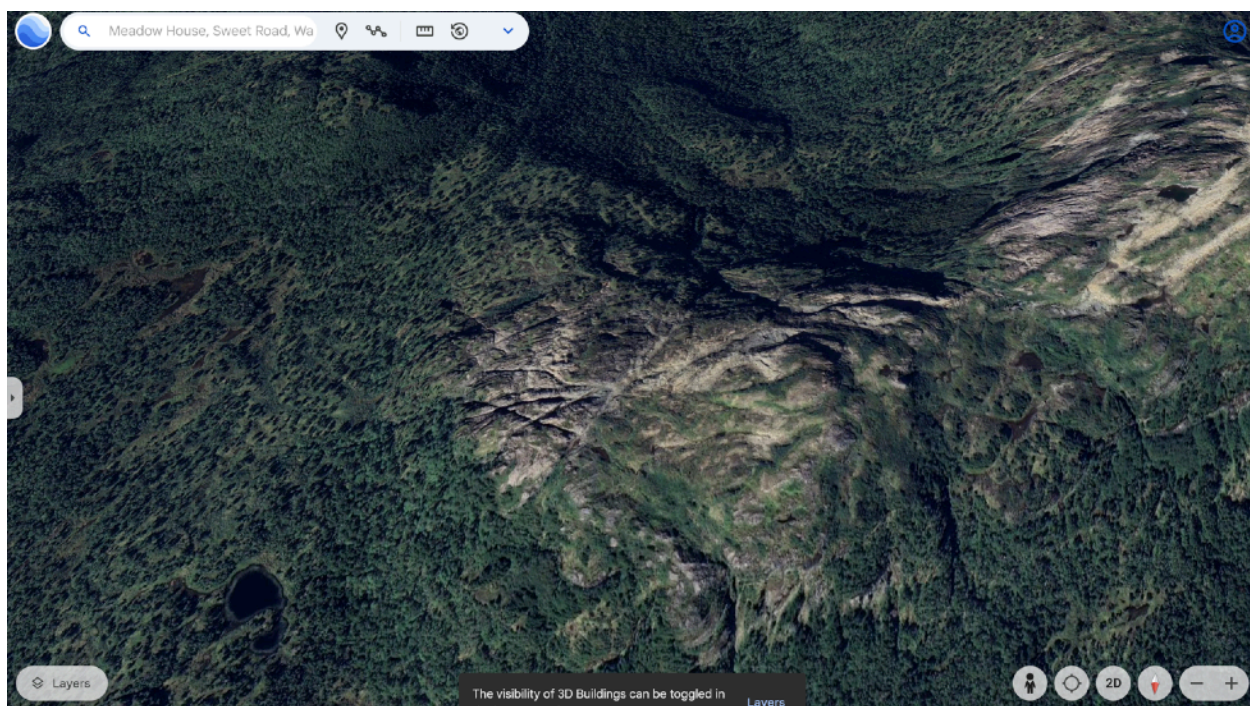 Meadow House, Sweet Road, Wa
Layers
The visibility of 3D Buildings can be toggled in
Layers
2D